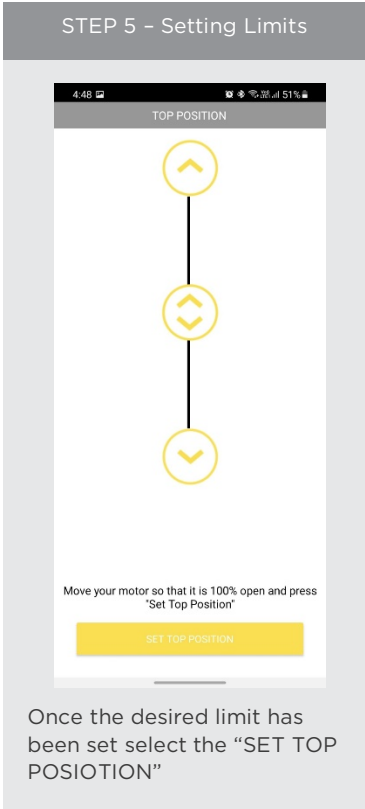 STEP 5 – Setting Limits
4:48 51%
TOP POSITION
Move your motor so that it is 100% open and press
"Set Top Position"
SET TOP POSITION
Once the desired limit has
been set select the “SET TOP
POSIOTION”